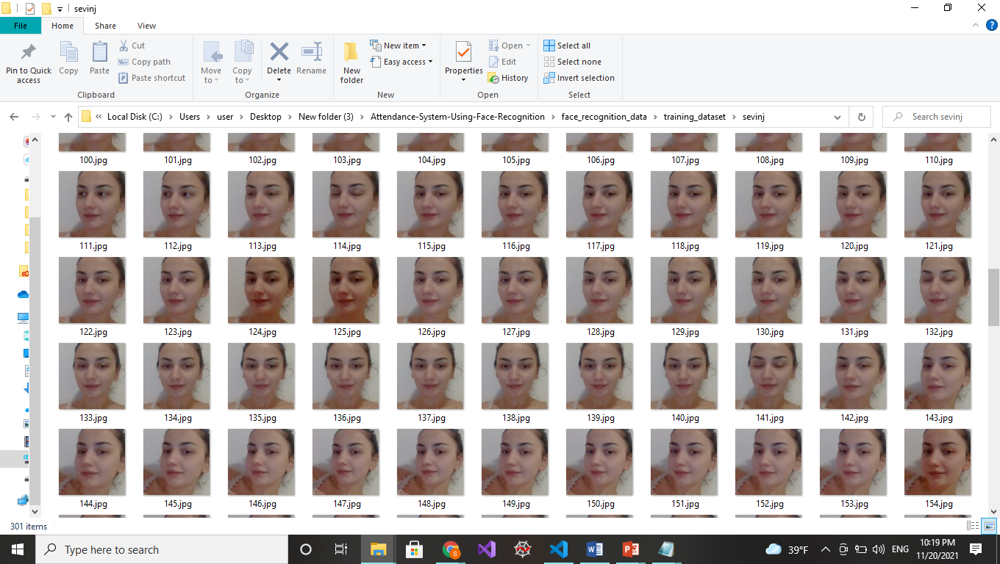 sevinj
File Home Share View
Pin to Quick access
Copy
Paste
Cut
Copy path
Paste shortcut
Clipboard
Move to
Copy to
Delete
Rename
Organize
New folder
New item
Easy access
New
Properties
Open
Edit
History
Open
Select all
Select none
Invert selection
Select
« Local Disk (C:) › Users › user › Desktop › New folder (3) › Attendance-System-Using-Face-Recognition › face_recognition_data › training_dataset › sevinj
Search sevinj
100.jpg 101.jpg 102.jpg 103.jpg 104.jpg 105.jpg 106.jpg 107.jpg 108.jpg 109.jpg 110.jpg
111.jpg 112.jpg 113.jpg 114.jpg 115.jpg 116.jpg 117.jpg 118.jpg 119.jpg 120.jpg 121.jpg
122.jpg 123.jpg 124.jpg 125.jpg 126.jpg 127.jpg 128.jpg 129.jpg 130.jpg 131.jpg 132.jpg
133.jpg 134.jpg 135.jpg 136.jpg 137.jpg 138.jpg 139.jpg 140.jpg 141.jpg 142.jpg 143.jpg
144.jpg 145.jpg 146.jpg 147.jpg 148.jpg 149.jpg 150.jpg 151.jpg 152.jpg 153.jpg 154.jpg
301 items
Type here to search
39°F
ENG
10:19 PM
11/20/2021